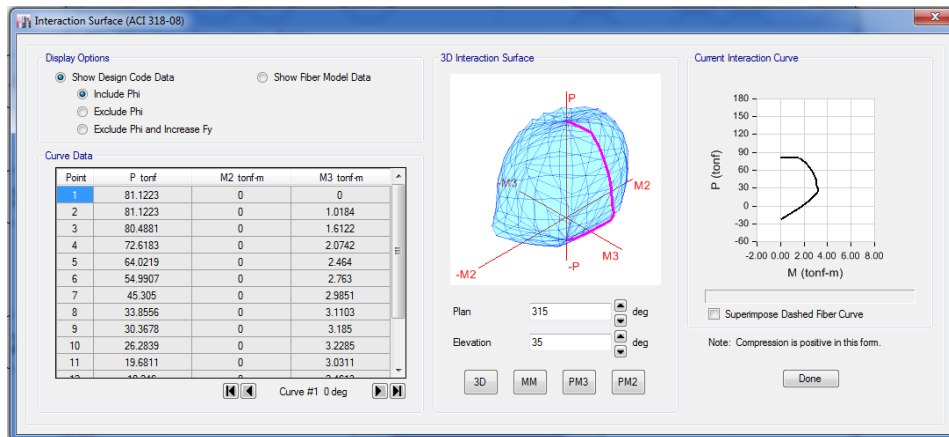 Interaction Surface (ACI 318-08)
Display Options
Show Design Code Data
Show Fiber Model Data
Include Phi
Exclude Phi
Exclude Phi and Increase Fy
Curve Data
Point P tonf M2 tonf-m M3 tonf-m
1 81.1223 0 0
2 81.1223 0 1.0184
3 80.4881 0 1.6122
4 72.6183 0 2.0742
5 64.0219 0 2.464
6 54.9907 0 2.763
7 45.305 0 2.9851
8 33.8556 0 3.1103
9 30.3678 0 3.185
10 26.2839 0 3.2285
11 19.6811 0 3.0311
Curve #1 0 deg
3D Interaction Surface
P
-M3
M2
-M2
-P
M3
Plan 315 deg
Elevation 35 deg
3D MM PM3 PM2
Current Interaction Curve
P (tonf)
180
150
120
90
60
30
0
-30
-60
-2.00 0.00 2.00 4.00 6.00 8.00
M (tonf-m)
Superimpose Dashed Fiber Curve
Note: Compression is positive in this form.
Done